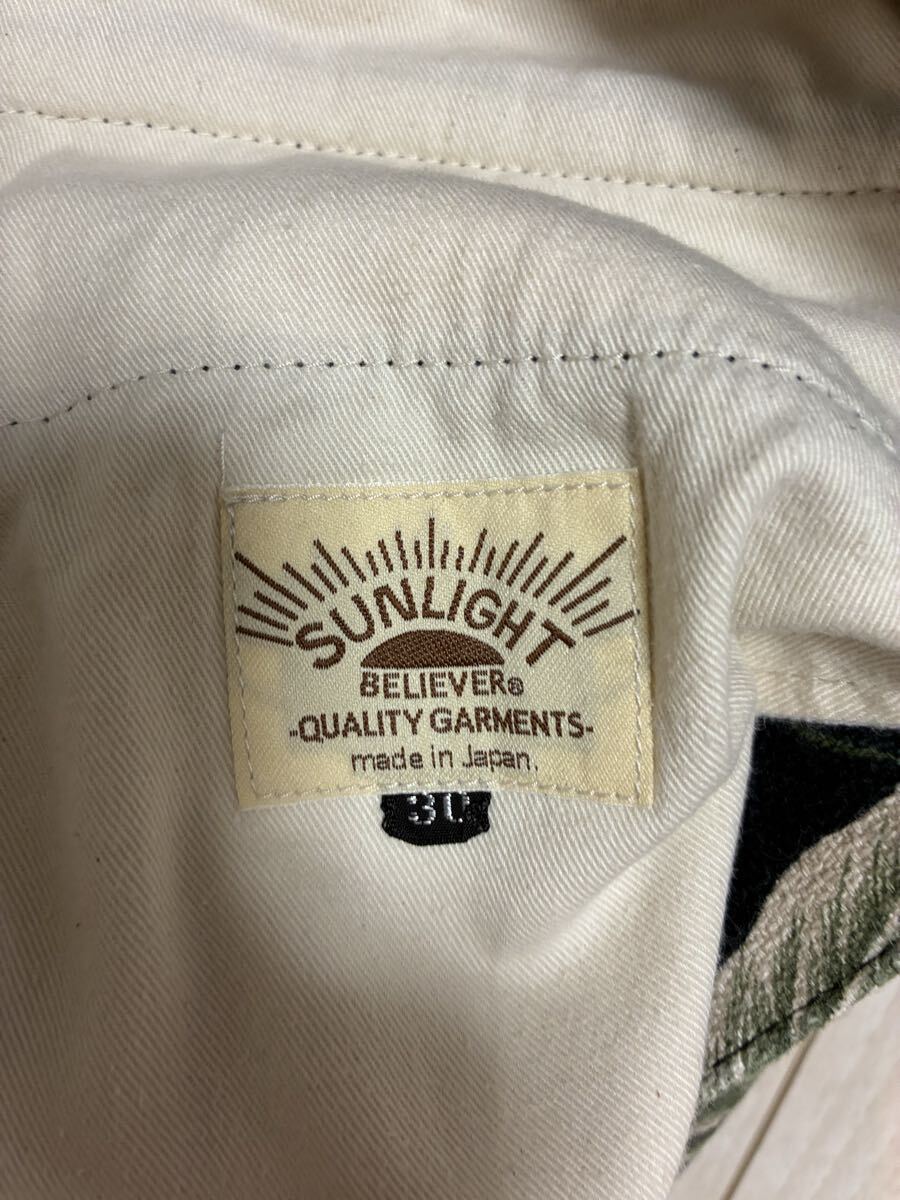 SUNLIGHT
BELIEVER®
-QUALITY GARMENTS-
made in Japan.
30